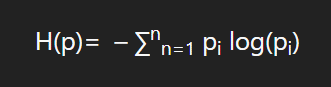 H(p)= − ∑ⁿₙ₌₁ pᵢ log(pᵢ)